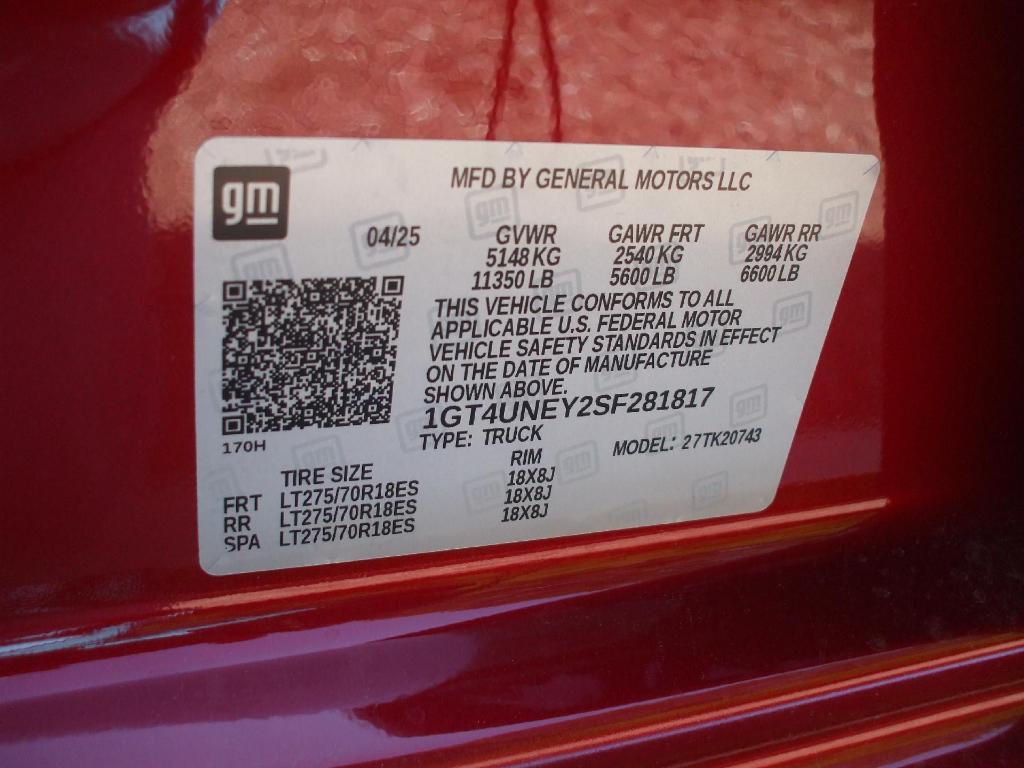 gm
MFD BY GENERAL MOTORS LLC
04/25 GVWR GAWR FRT GAWR RR
5148 KG 2540 KG 2994 KG
11350 LB 5600 LB 6600 LB
THIS VEHICLE CONFORMS TO ALL
APPLICABLE U.S. FEDERAL MOTOR
VEHICLE SAFETY STANDARDS IN EFFECT
ON THE DATE OF MANUFACTURE
SHOWN ABOVE.
1GT4UNEY2SF281817
170H
TYPE: TRUCK MODEL: 27TK20743
TIRE SIZE RIM
FRT LT275/70R18ES 18X8J
RR LT275/70R18ES 18X8J
SPA LT275/70R18ES 18X8J